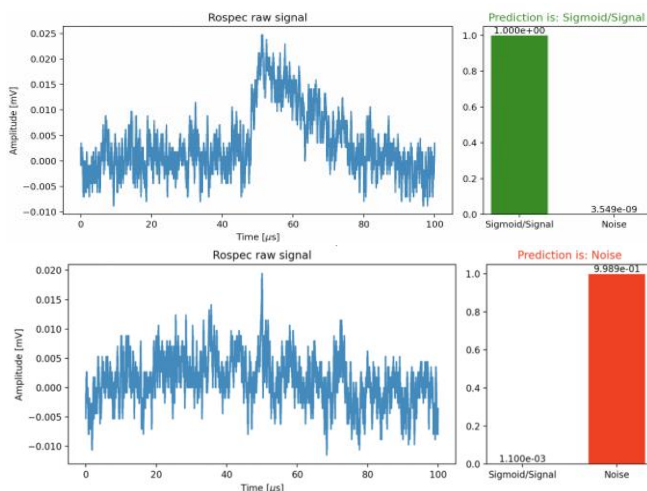 Rospec raw signal
Prediction is: Sigmoid/Signal
Amplitude [mV]
0.025
0.020
0.015
0.010
0.005
0.000
−0.005
−0.010
0 20 40 60 80 100
Time [μs]
1.0
0.8
0.6
0.4
0.2
0.0
1.000e+00
3.549e-09
Sigmoid/Signal Noise
Rospec raw signal
Prediction is: Noise
Amplitude [mV]
0.020
0.015
0.010
0.005
0.000
−0.005
−0.010
0 20 40 60 80 100
Time [μs]
1.0
0.8
0.6
0.4
0.2
0.0
9.989e-01
1.100e-03
Sigmoid/Signal Noise